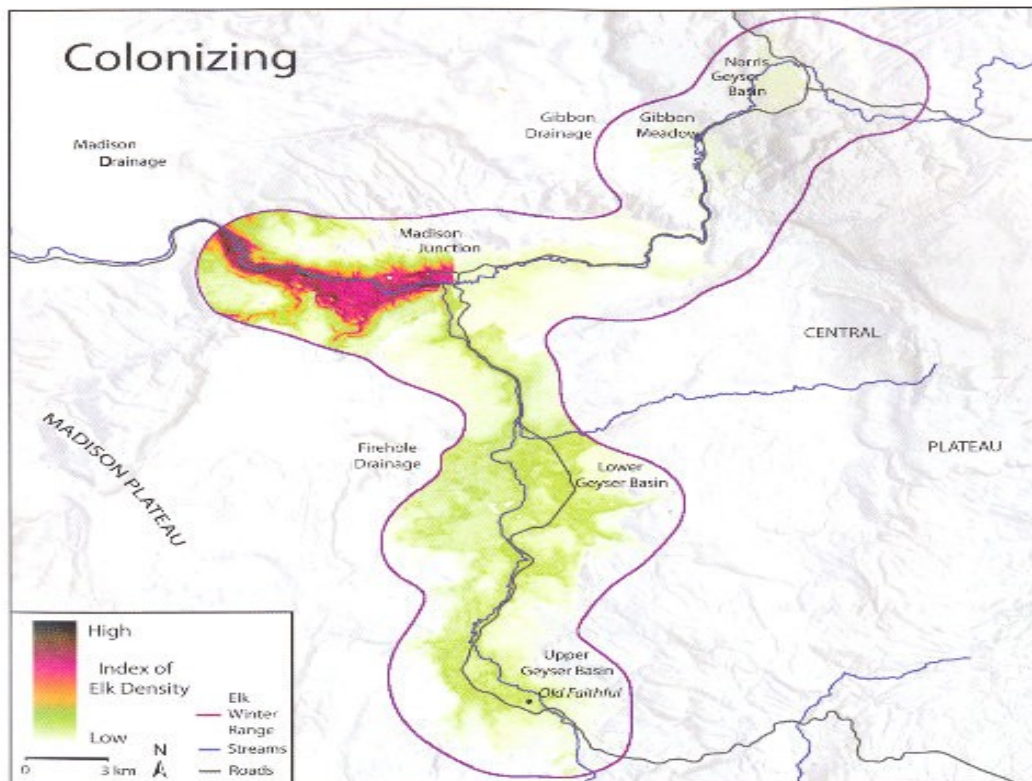 Colonizing
Norris
Geyser
Basin
Gibbon
Drainage
Gibbon
Meadow
Madison
Drainage
Madison
Junction
CENTRAL
MADISON PLATEAU
Firehole
Drainage
Lower
Geyser Basin
PLATEAU
Upper
Geyser Basin
Old Faithful
High
Index of
Elk Density
Low
Elk
Winter
Range
Streams
Roads
N
0 3 km